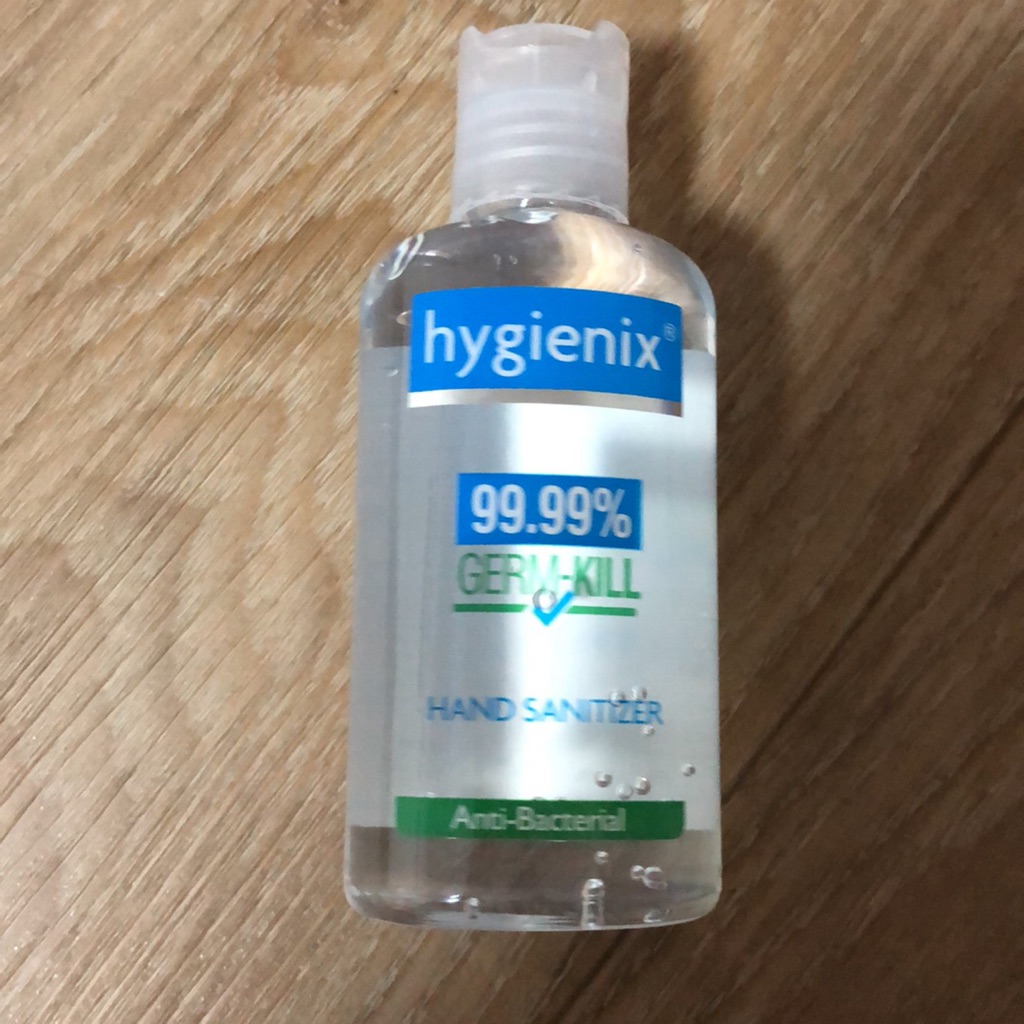 hygienix®
99.99%
GERM-KILL
HAND SANITIZER
Anti-Bacterial